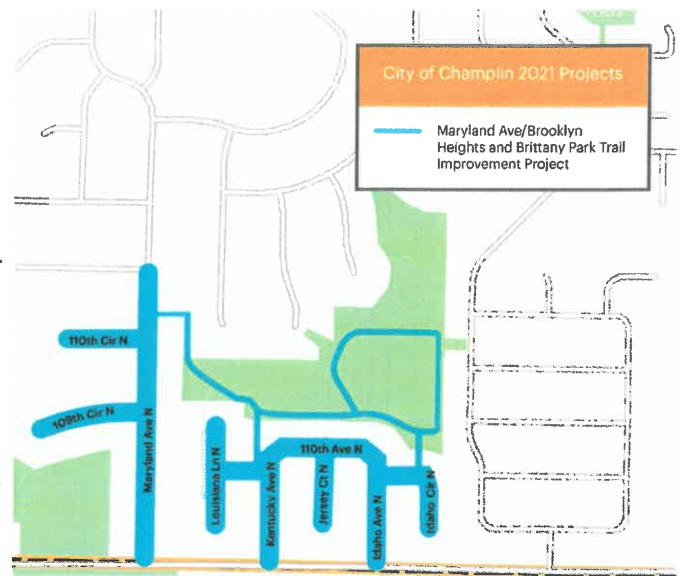 City of Champlin 2021 Projects
Maryland Ave/Brooklyn
Heights and Brittany Park Trail
Improvement Project
110th Cir N
109th Cir N
Maryland Ave N
Louisiana Ln N
Kentucky Ave N
110th Ave N
Jersey Ct N
Idaho Ave N
Idaho Cir N